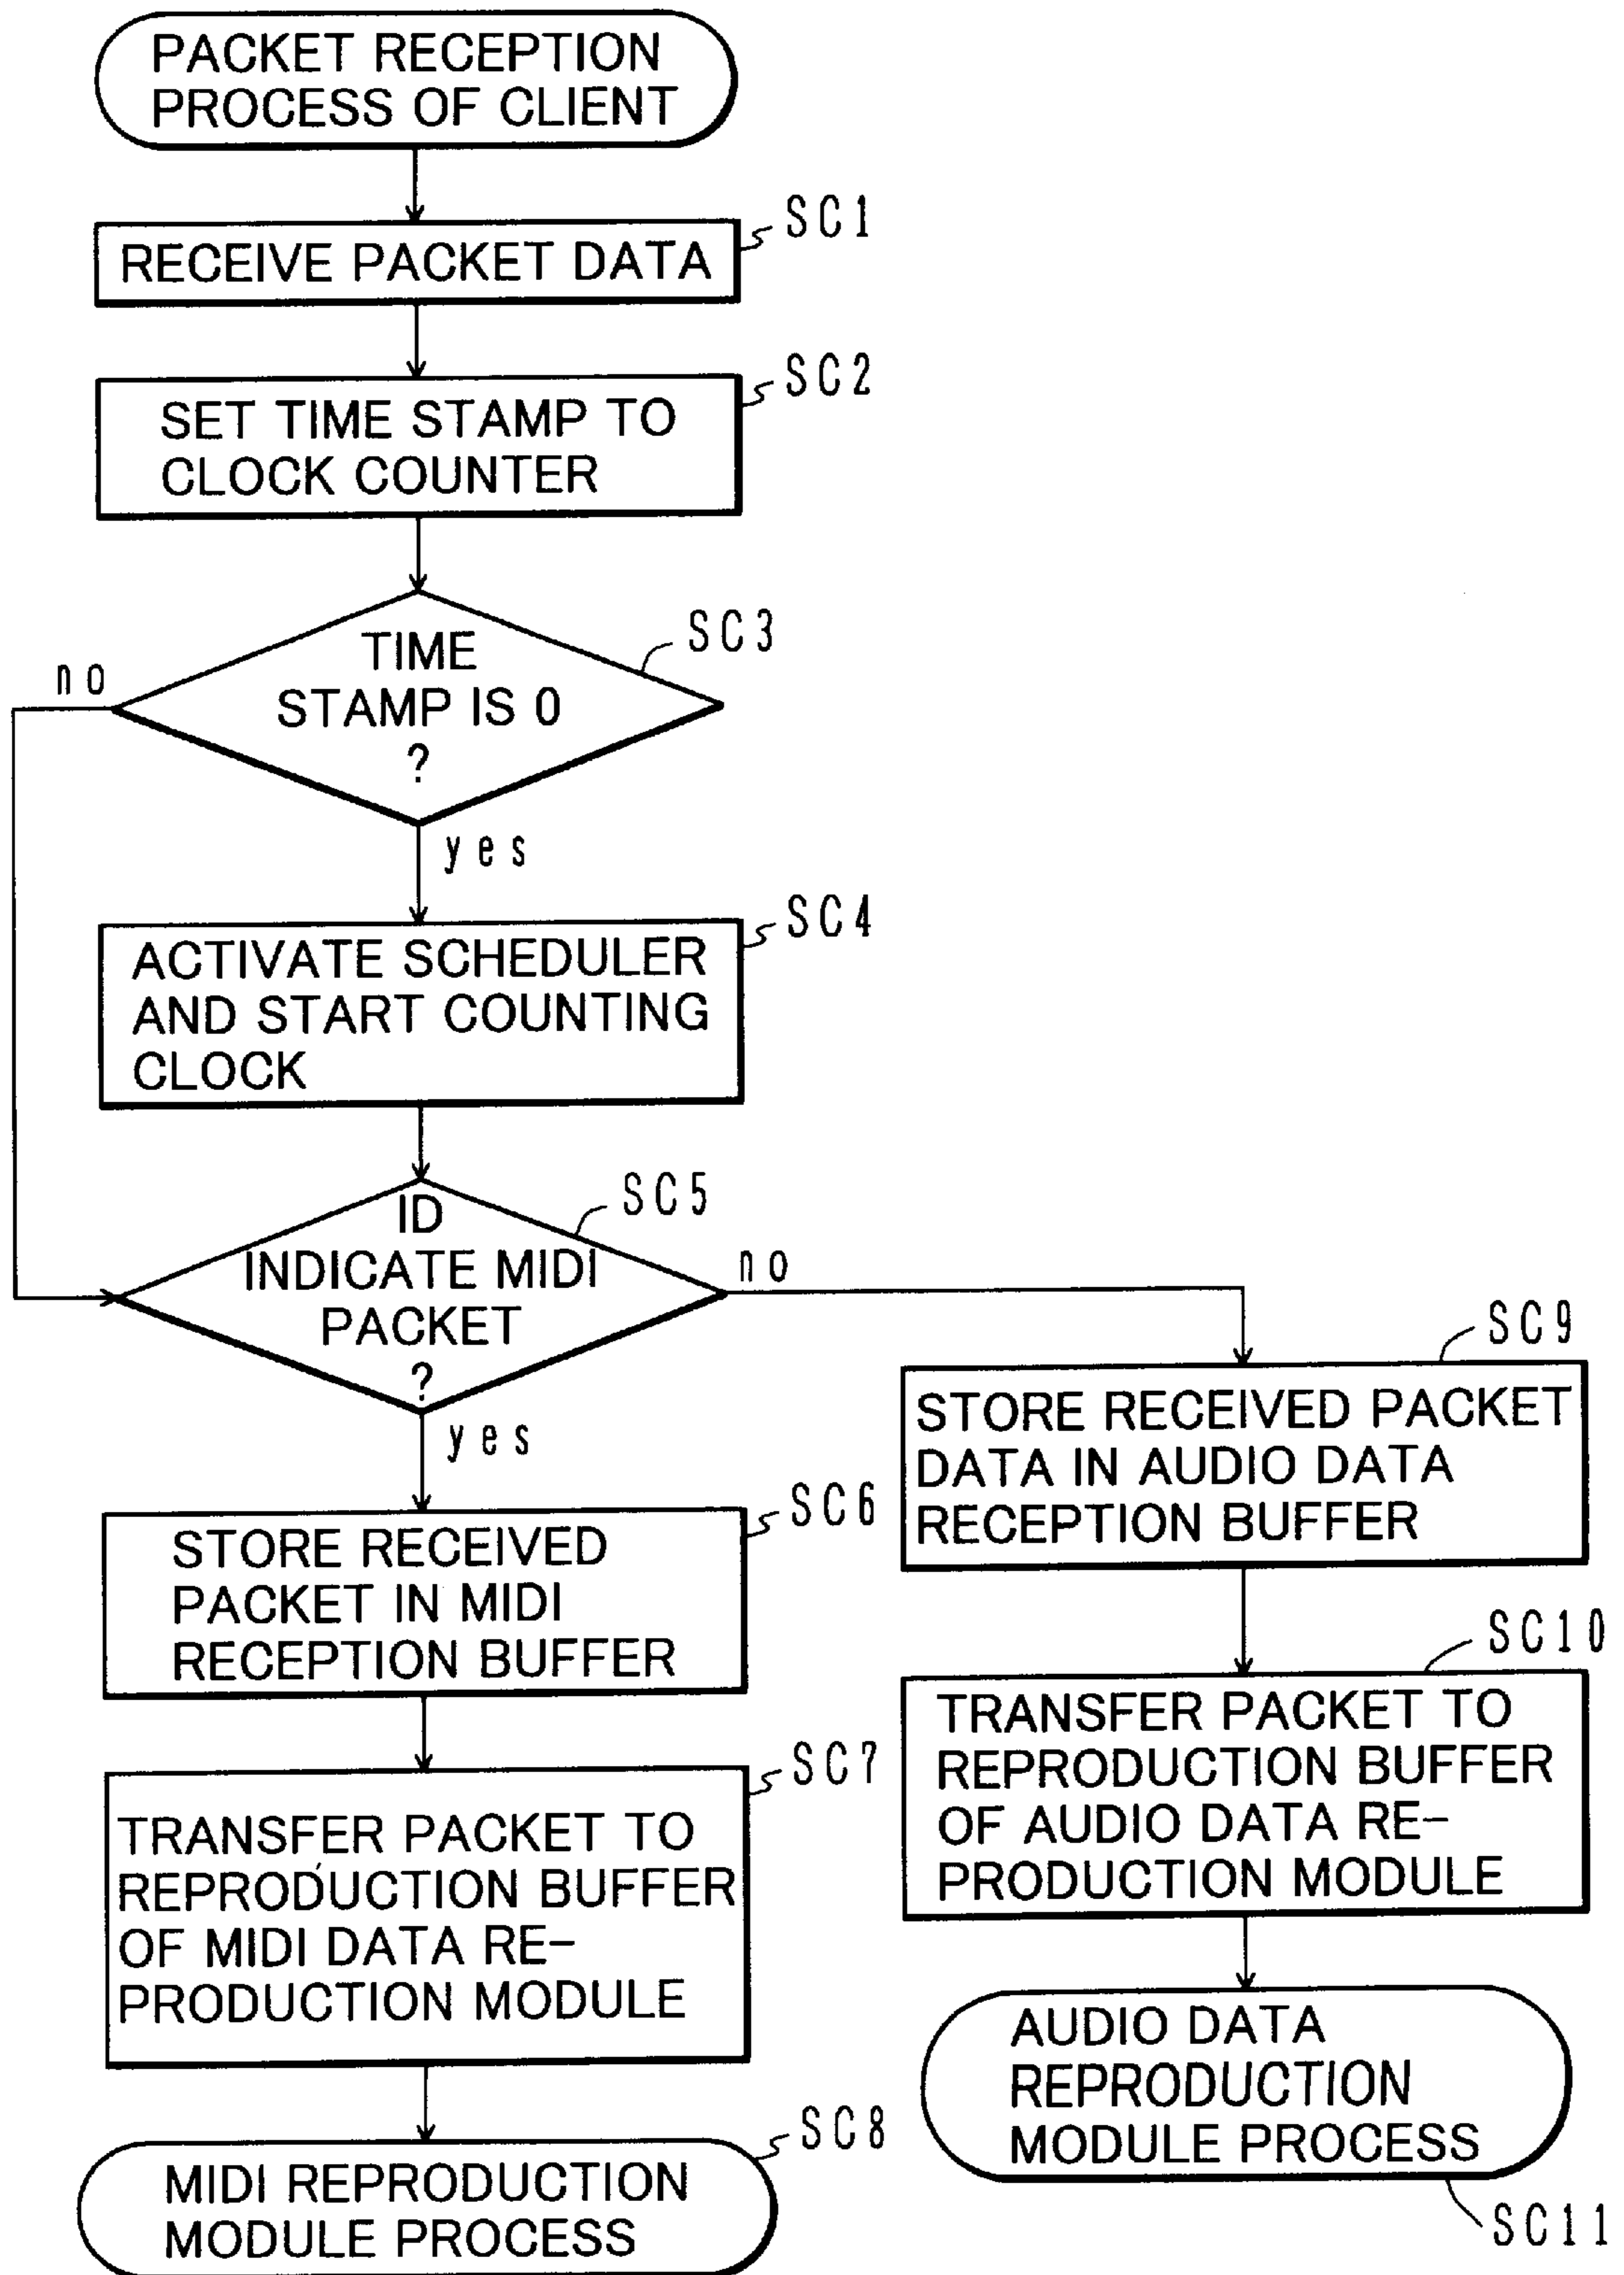 PACKET RECEPTION
PROCESS OF CLIENT
SC1
RECEIVE PACKET DATA
SC2
SET TIME STAMP TO
CLOCK COUNTER
SC3
TIME
STAMP IS 0
?
no
yes
SC4
ACTIVATE SCHEDULER
AND START COUNTING
CLOCK
SC5
ID
INDICATE MIDI
PACKET
?
no
yes
SC6
STORE RECEIVED
PACKET IN MIDI
RECEPTION BUFFER
SC7
TRANSFER PACKET TO
REPRODUCTION BUFFER
OF MIDI DATA RE-
PRODUCTION MODULE
SC8
MIDI REPRODUCTION
MODULE PROCESS
SC9
STORE RECEIVED PACKET
DATA IN AUDIO DATA
RECEPTION BUFFER
SC10
TRANSFER PACKET TO
REPRODUCTION BUFFER
OF AUDIO DATA RE-
PRODUCTION MODULE
AUDIO DATA
REPRODUCTION
MODULE PROCESS
SC11